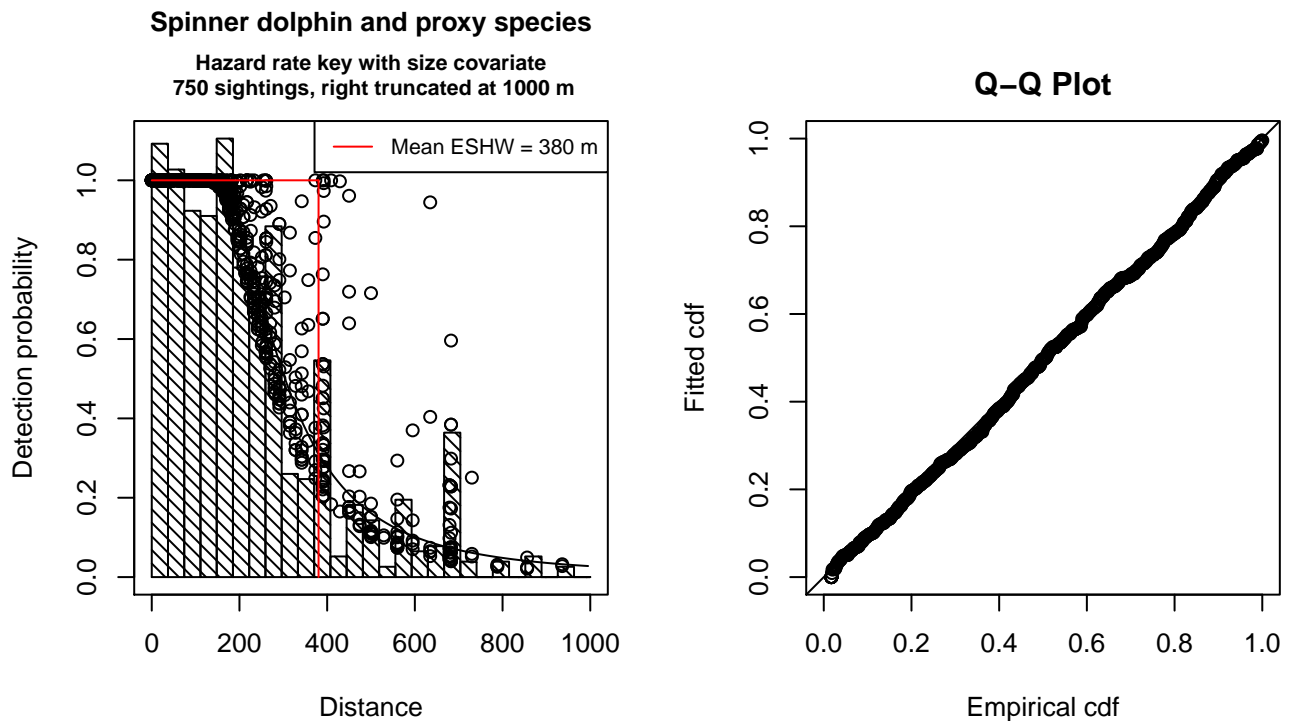 Spinner dolphin and proxy species
Hazard rate key with size covariate
750 sightings, right truncated at 1000 m
Mean ESHW = 380 m
Detection probability
1.0
0.8
0.6
0.4
0.2
0.0
0 200 400 600 800 1000
Distance
Q−Q Plot
Fitted cdf
1.0
0.8
0.6
0.4
0.2
0.0
0.0 0.2 0.4 0.6 0.8 1.0
Empirical cdf